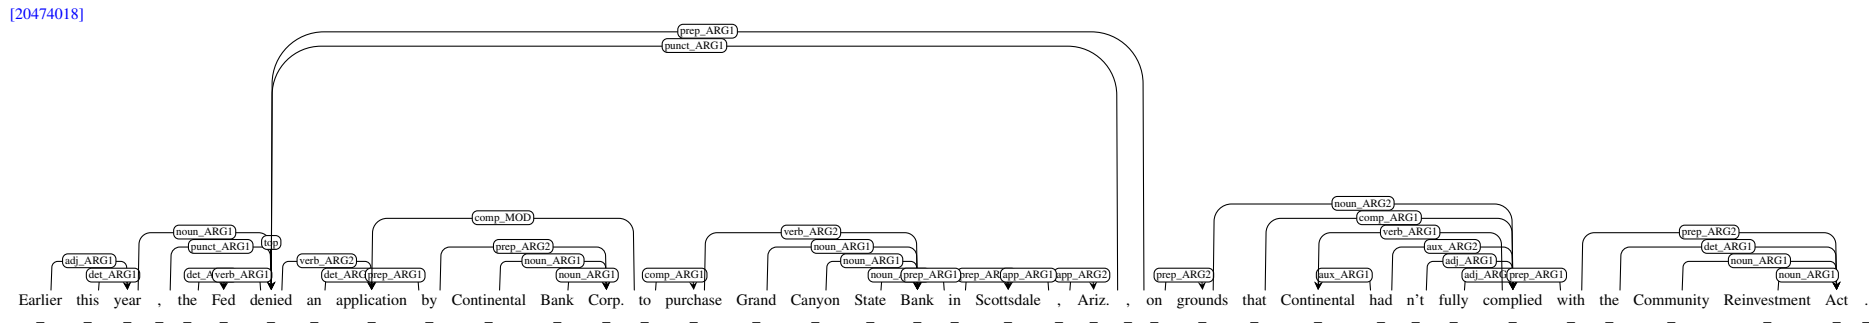 [20474018]
prep_ARG1
punct_ARG1
noun_ARG2
comp_MOD comp_ARG1
noun_ARG1 verb_ARG2 verb_ARG1 prep_ARG2
punct_ARG1 top prep_ARG2 noun_ARG1 aux_ARG2 det_ARG1
adj_ARG1 verb_ARG2 noun_ARG1 noun_ARG1 adj_ARG1 noun_ARG1
det_ARG1 verb_ARG1 prep_ARG1 noun_ARG1 comp_ARG1 prep_ARG1 app_ARG1 app_ARG2 prep_ARG2 aux_ARG1 prep_ARG1 noun_ARG1
Earlier this year , the Fed denied an application by Continental Bank Corp. to purchase Grand Canyon State Bank in Scottsdale , Ariz. , on grounds that Continental had n't fully complied with the Community Reinvestment Act .